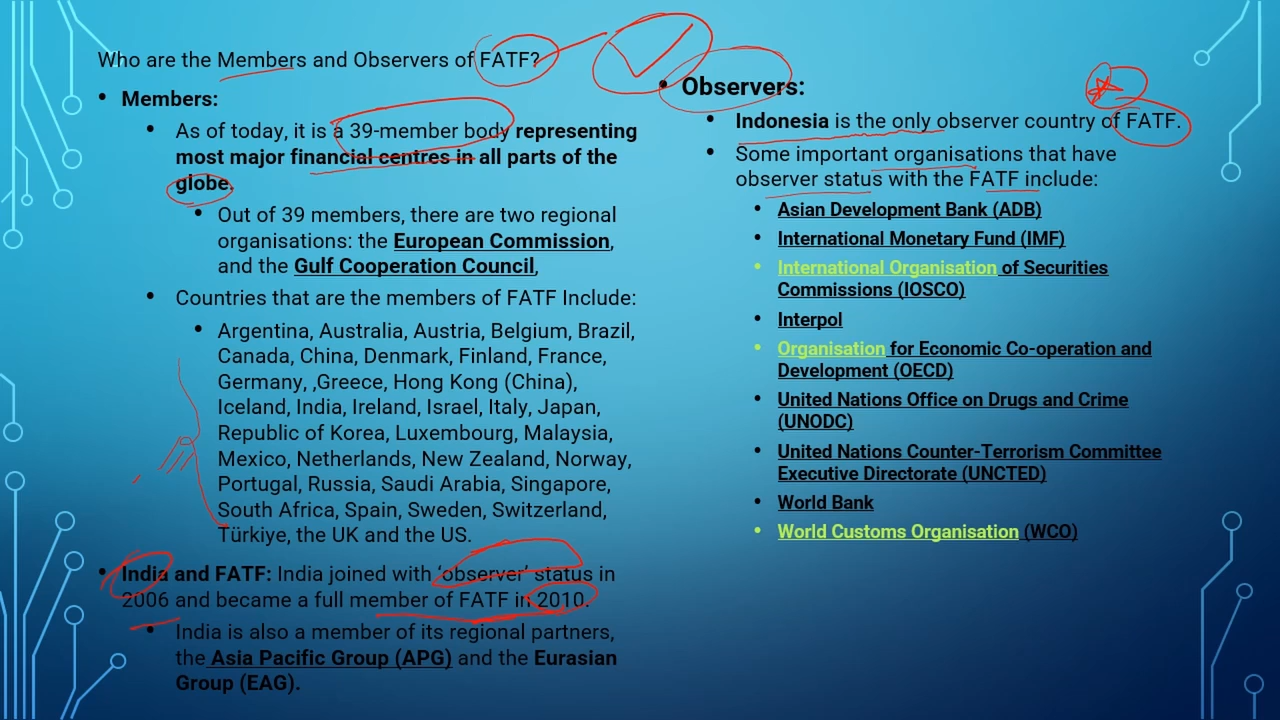 Who are the Members and Observers of FATF?
Members:
As of today, it is a 39-member body representing
most major financial centres in all parts of the
globe.
Out of 39 members, there are two regional
organisations: the European Commission,
and the Gulf Cooperation Council,
Countries that are the members of FATF Include:
Argentina, Australia, Austria, Belgium, Brazil,
Canada, China, Denmark, Finland, France,
Germany, ,Greece, Hong Kong (China),
Iceland, India, Ireland, Israel, Italy, Japan,
Republic of Korea, Luxembourg, Malaysia,
Mexico, Netherlands, New Zealand, Norway,
Portugal, Russia, Saudi Arabia, Singapore,
South Africa, Spain, Sweden, Switzerland,
Türkiye, the UK and the US.
India and FATF: India joined with ‘observer’ status in
2006 and became a full member of FATF in 2010.
India is also a member of its regional partners,
the Asia Pacific Group (APG) and the Eurasian
Group (EAG).
Observers:
Indonesia is the only observer country of FATF.
Some important organisations that have
observer status with the FATF include:
Asian Development Bank (ADB)
International Monetary Fund (IMF)
International Organisation of Securities
Commissions (IOSCO)
Interpol
Organisation for Economic Co-operation and
Development (OECD)
United Nations Office on Drugs and Crime
(UNODC)
United Nations Counter-Terrorism Committee
Executive Directorate (UNCTED)
World Bank
World Customs Organisation (WCO)